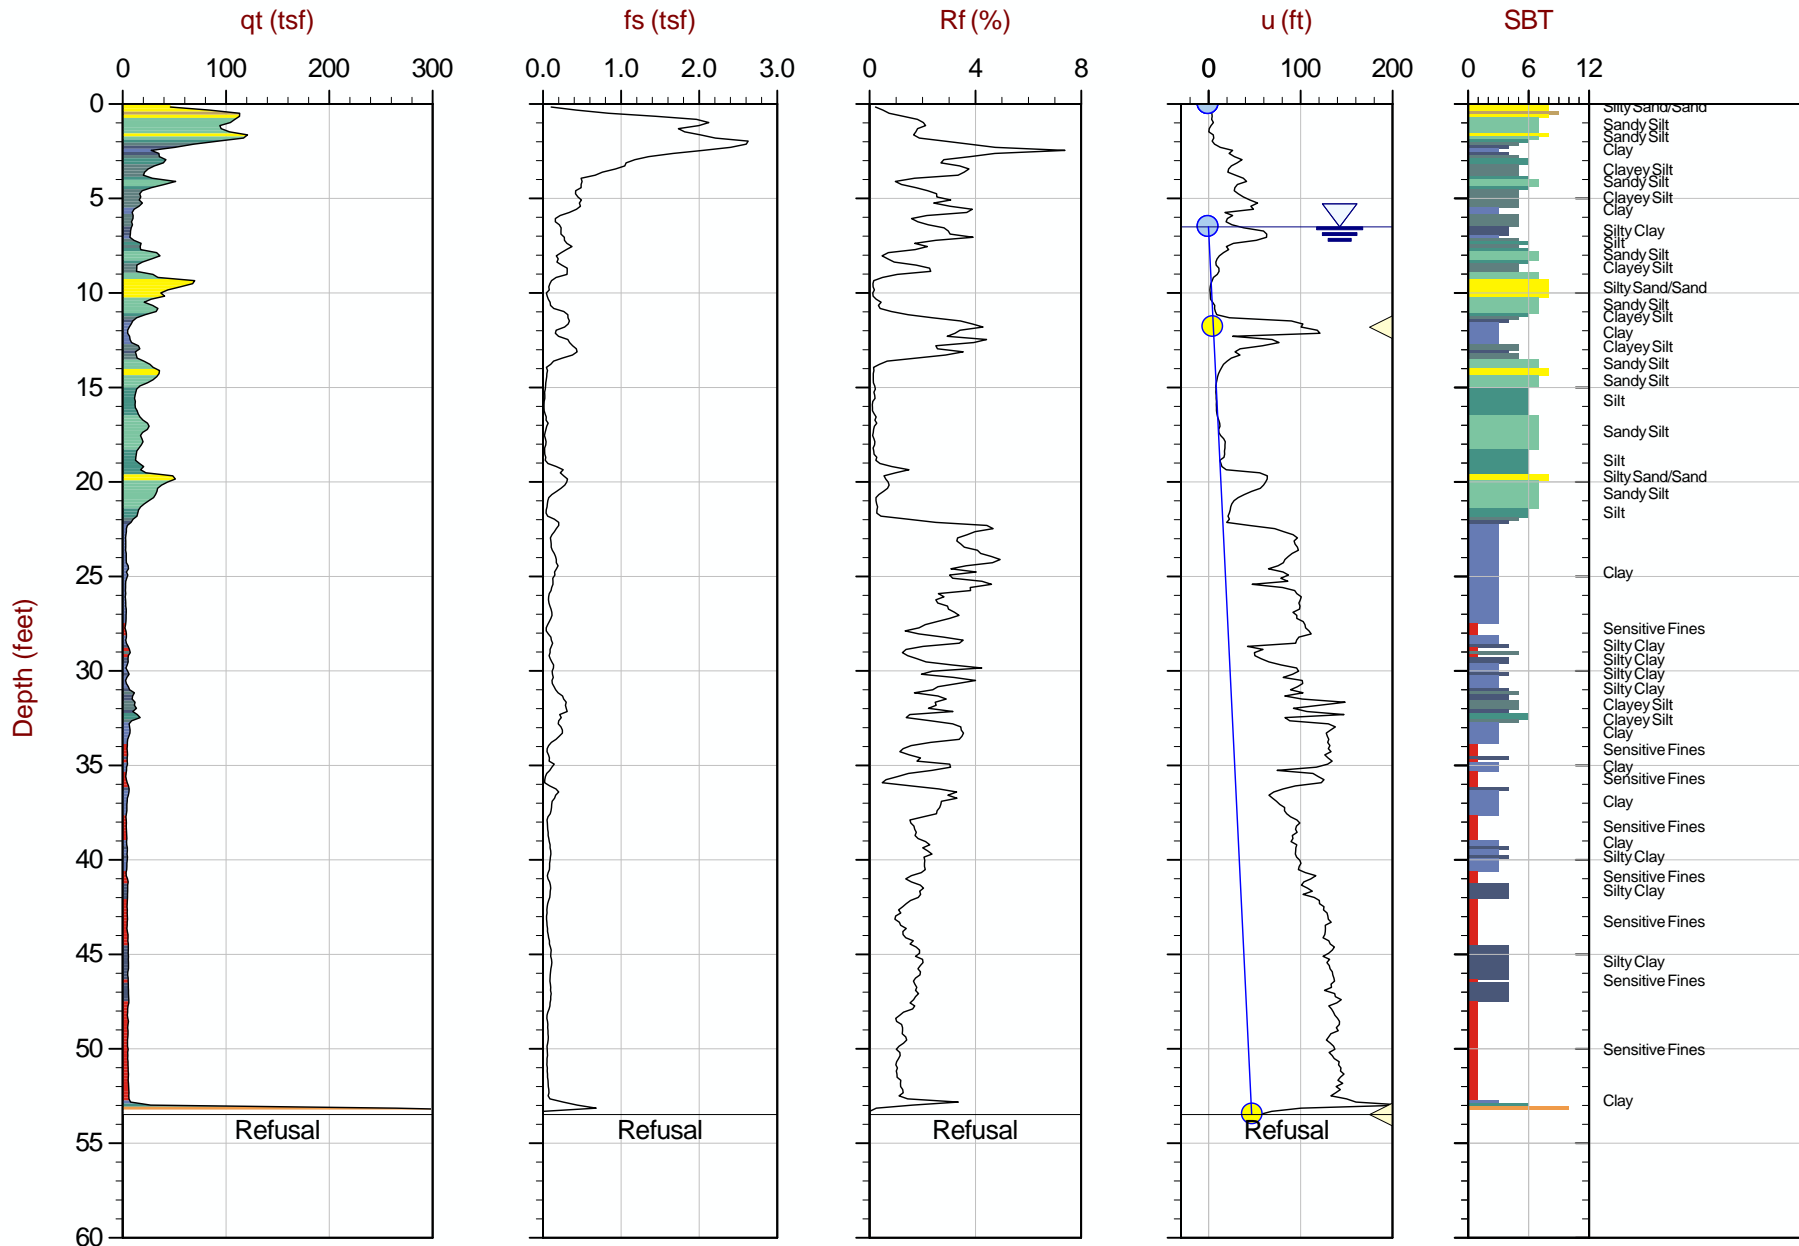 qt (tsf) fs (tsf) Rf (%) u (ft) SBT
0 100 200 300 0.0 1.0 2.0 3.0 0 4 8 0 100 200 0 6 12
0
5
10
15
20
25
30
35
40
45
50
55
60
Depth (feet)
Silty Sand/Sand
Sandy Silt
Sandy Silt
Clay
Clayey Silt
Sandy Silt
Clayey Silt
Clay
Silty Clay
Silt
Sandy Silt
Clayey Silt
Silty Sand/Sand
Sandy Silt
Clayey Silt
Clay
Clayey Silt
Sandy Silt
Sandy Silt
Silt
Sandy Silt
Silt
Silty Sand/Sand
Sandy Silt
Silt
Clay
Sensitive Fines
Silty Clay
Silty Clay
Silty Clay
Silty Clay
Clayey Silt
Clayey Silt
Clay
Sensitive Fines
Clay
Sensitive Fines
Clay
Sensitive Fines
Clay
Silty Clay
Sensitive Fines
Silty Clay
Sensitive Fines
Silty Clay
Sensitive Fines
Sensitive Fines
Clay
Refusal Refusal Refusal Refusal